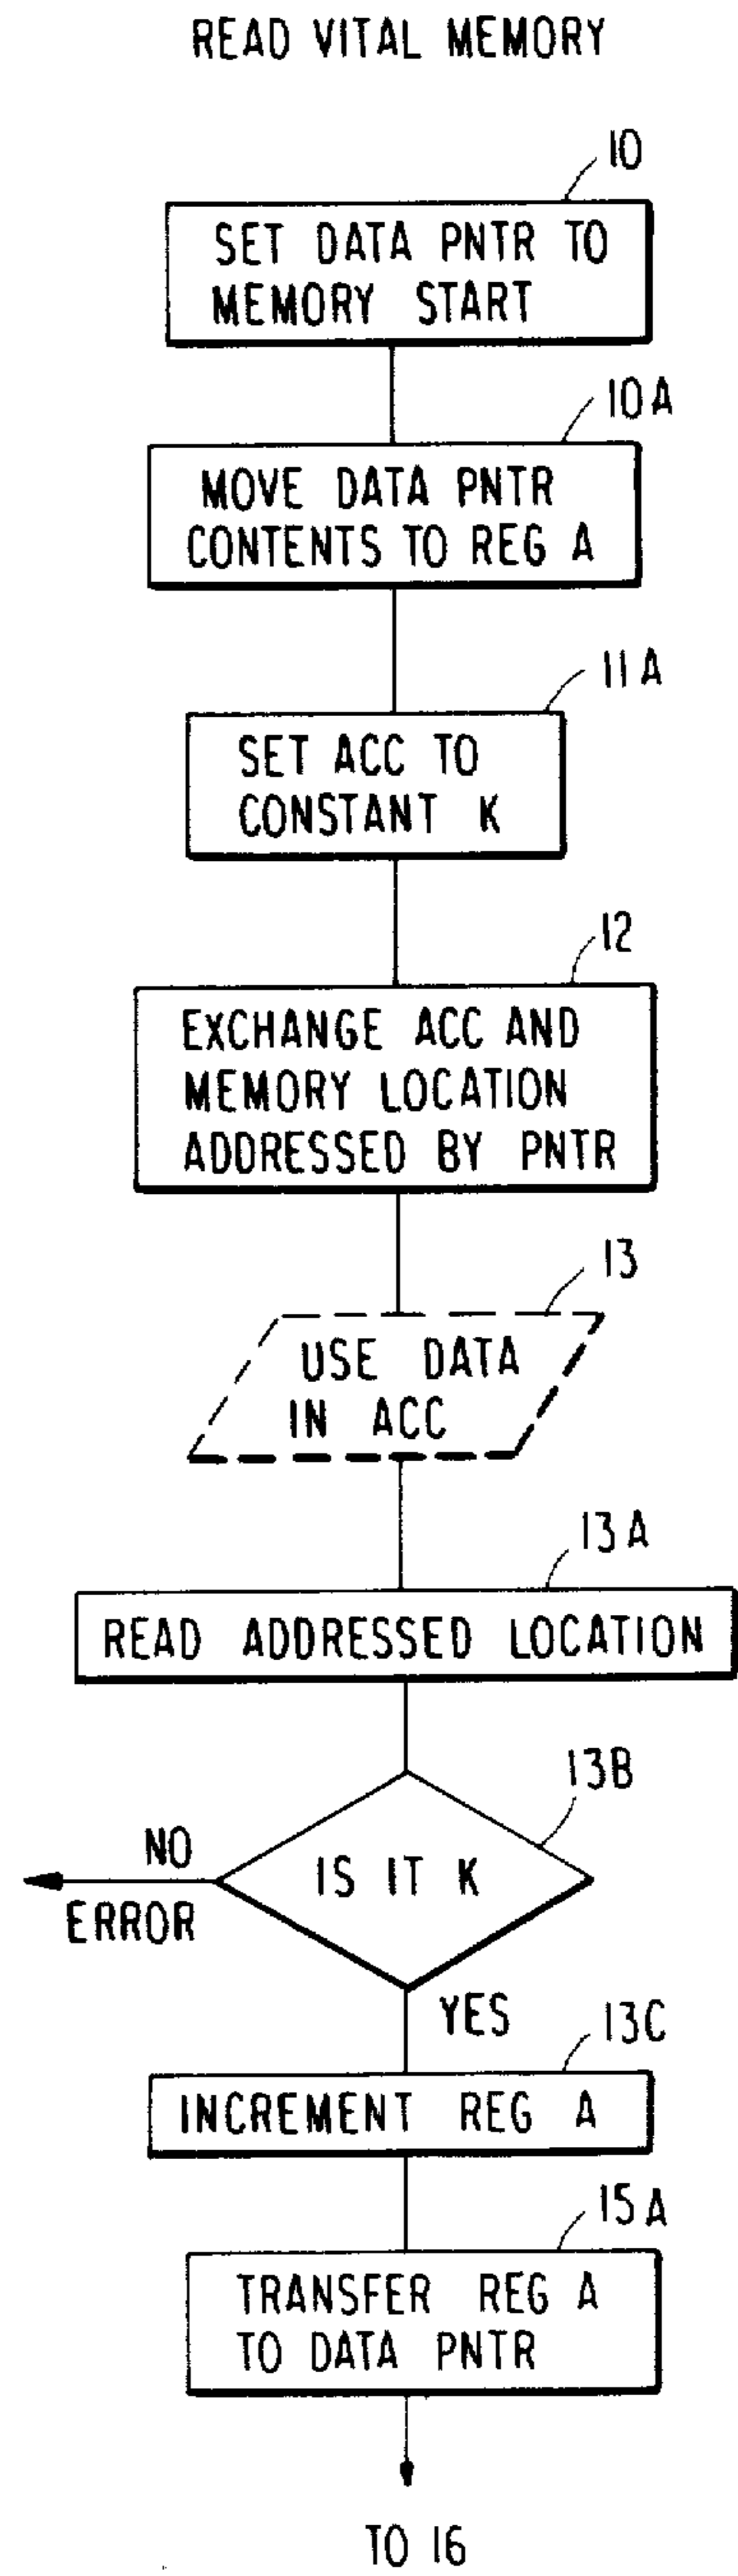 READ VITAL MEMORY
10
SET DATA PNTR TO
MEMORY START
10A
MOVE DATA PNTR
CONTENTS TO REG A
11A
SET ACC TO
CONSTANT K
12
EXCHANGE ACC AND
MEMORY LOCATION
ADDRESSED BY PNTR
13
USE DATA
IN ACC
13A
READ ADDRESSED LOCATION
13B
IS IT K
NO
ERROR
YES
13C
INCREMENT REG A
15A
TRANSFER REG A
TO DATA PNTR
TO 16